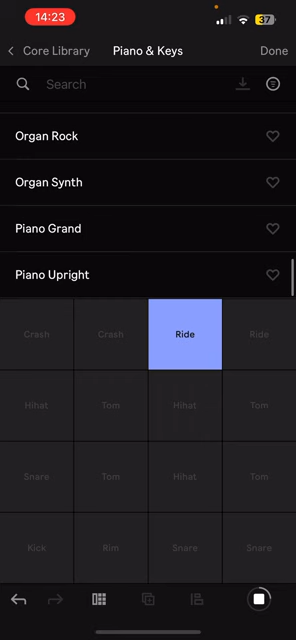 14:23
37
Core Library
Piano & Keys
Done
Search
Organ Rock
Organ Synth
Piano Grand
Piano Upright
Crash Crash Ride Ride
Hihat Tom Hihat Tom
Snare Tom Hihat Tom
Kick Rim Snare Snare